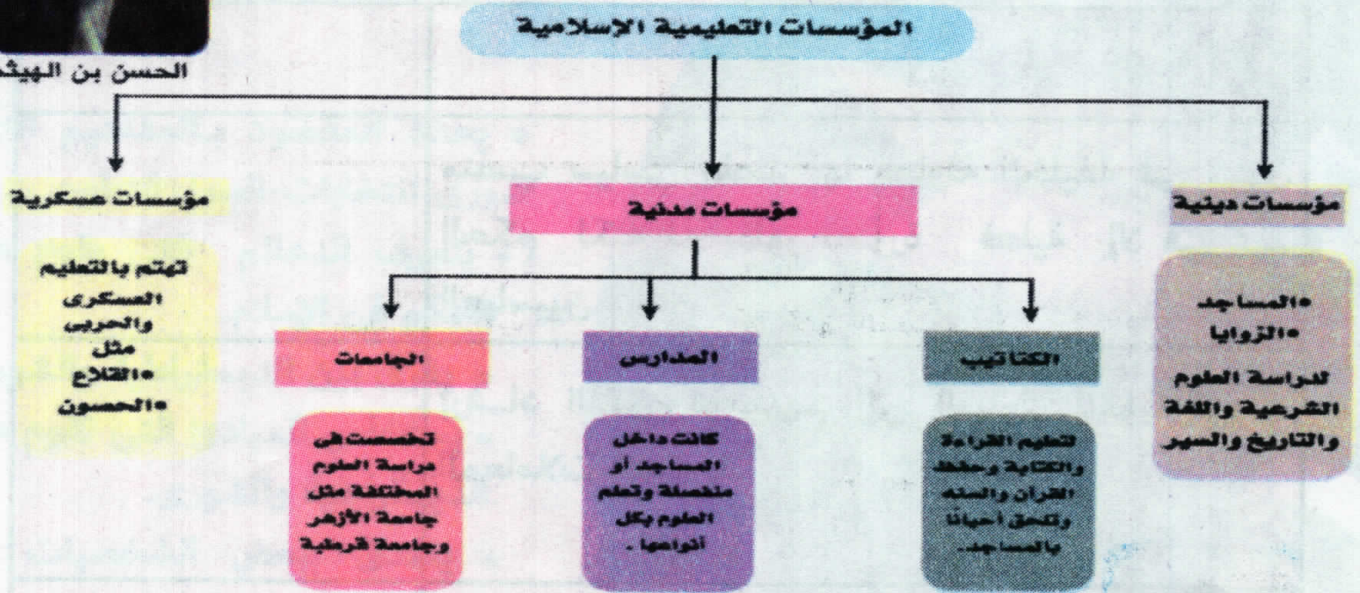 المؤسسات التعليمية الإسلامية
الحسن بن الهيثم
مؤسسات دينية
مؤسسات مدنية
مؤسسات عسكرية
•المساجد
•الزوايا
لدراسة العلوم
الشرعية واللغة
والتاريخ والسير
الكتاتيب
المدارس
الجامعات
لتعليم القراءة
والكتابة وحفظ
القرآن والسنه
وتلحق أحيانًا
بالمساجد.
كانت داخل
المساجد أو
منفصلة وتعلم
العلوم بكل
أنواعها .
تخصصت فى
دراسة العلوم
المختلفة مثل
جامعة الأزهر
وجامعة قرطبة
تهتم بالتعليم
العسكرى
والحربى
مثل
•القلاع
•الحصون